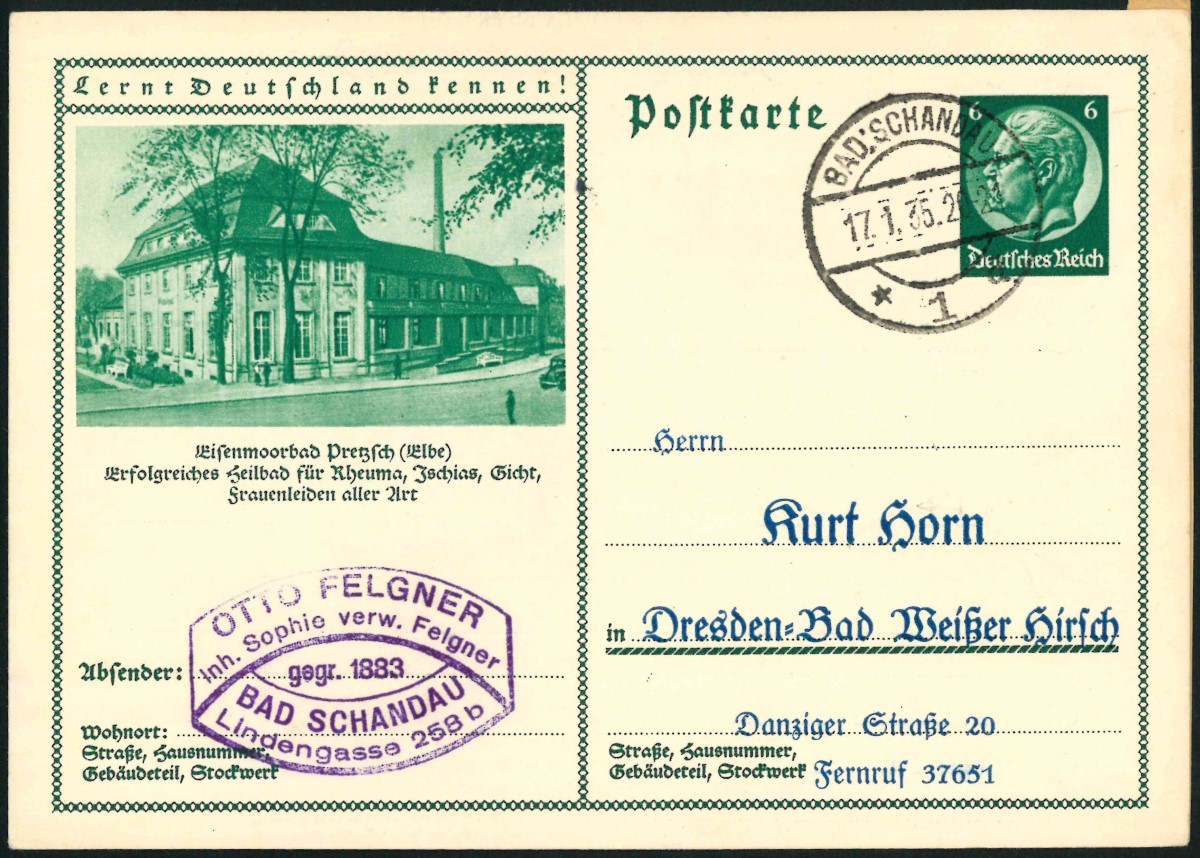 Lernt Deutschland kennen!
Eisenmoorbad Pretzsch (Elbe)
Erfolgreiches Heilbad für Rheuma, Ischias, Gicht,
Frauenleiden aller Art
OTTO FELGNER
Inh. Sophie verw. Felgner
gegr. 1883
BAD SCHANDAU
Lindengasse 258 b
Absender:
Wohnort:
Straße, Hausnummer,
Gebäudeteil, Stockwerk
Postkarte
BAD SCHANDAU
17.1.35.20-21
* 1
6 6
Deutsches Reich
Herrn
Kurt Horn
in Dresden=Bad Weißer Hirsch
Danziger Straße 20
Straße, Hausnummer,
Gebäudeteil, Stockwerk Fernruf 37651